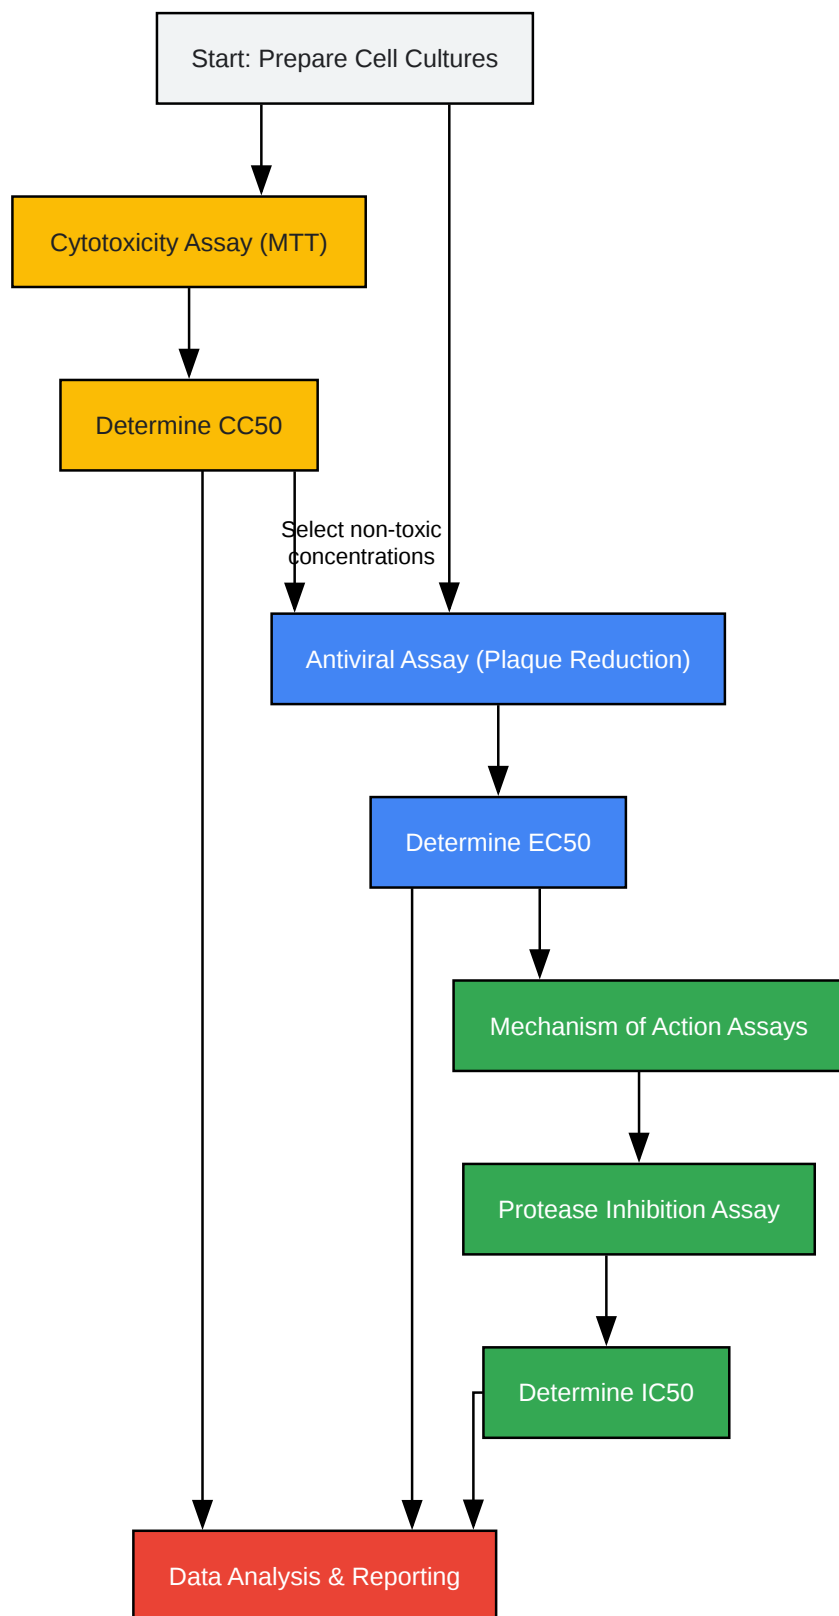 Start: Prepare Cell Cultures
Cytotoxicity Assay (MTT)
Determine CC50
Select non-toxic
concentrations
Antiviral Assay (Plaque Reduction)
Determine EC50
Mechanism of Action Assays
Protease Inhibition Assay
Determine IC50
Data Analysis & Reporting